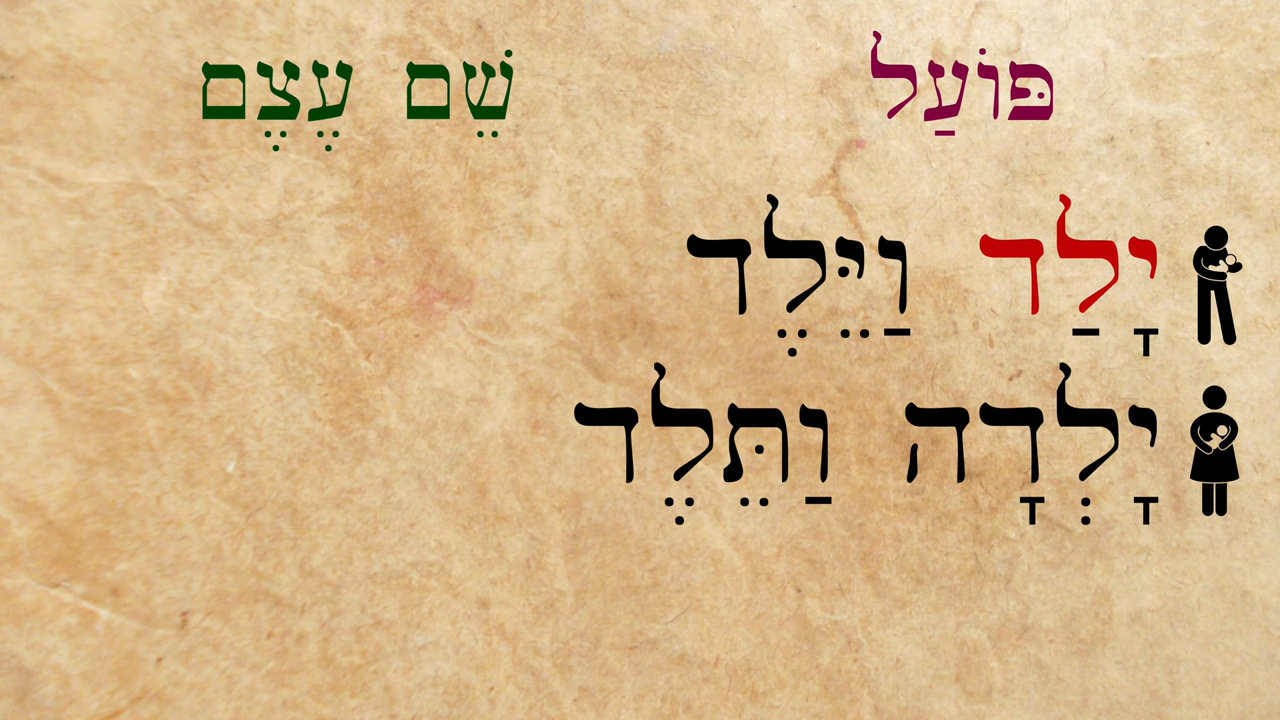 פּוֹעַל שֵׁם עֶצֶם
יָלַד וַיֵּלֶד
יָלְדָה וַתֵּלֶד